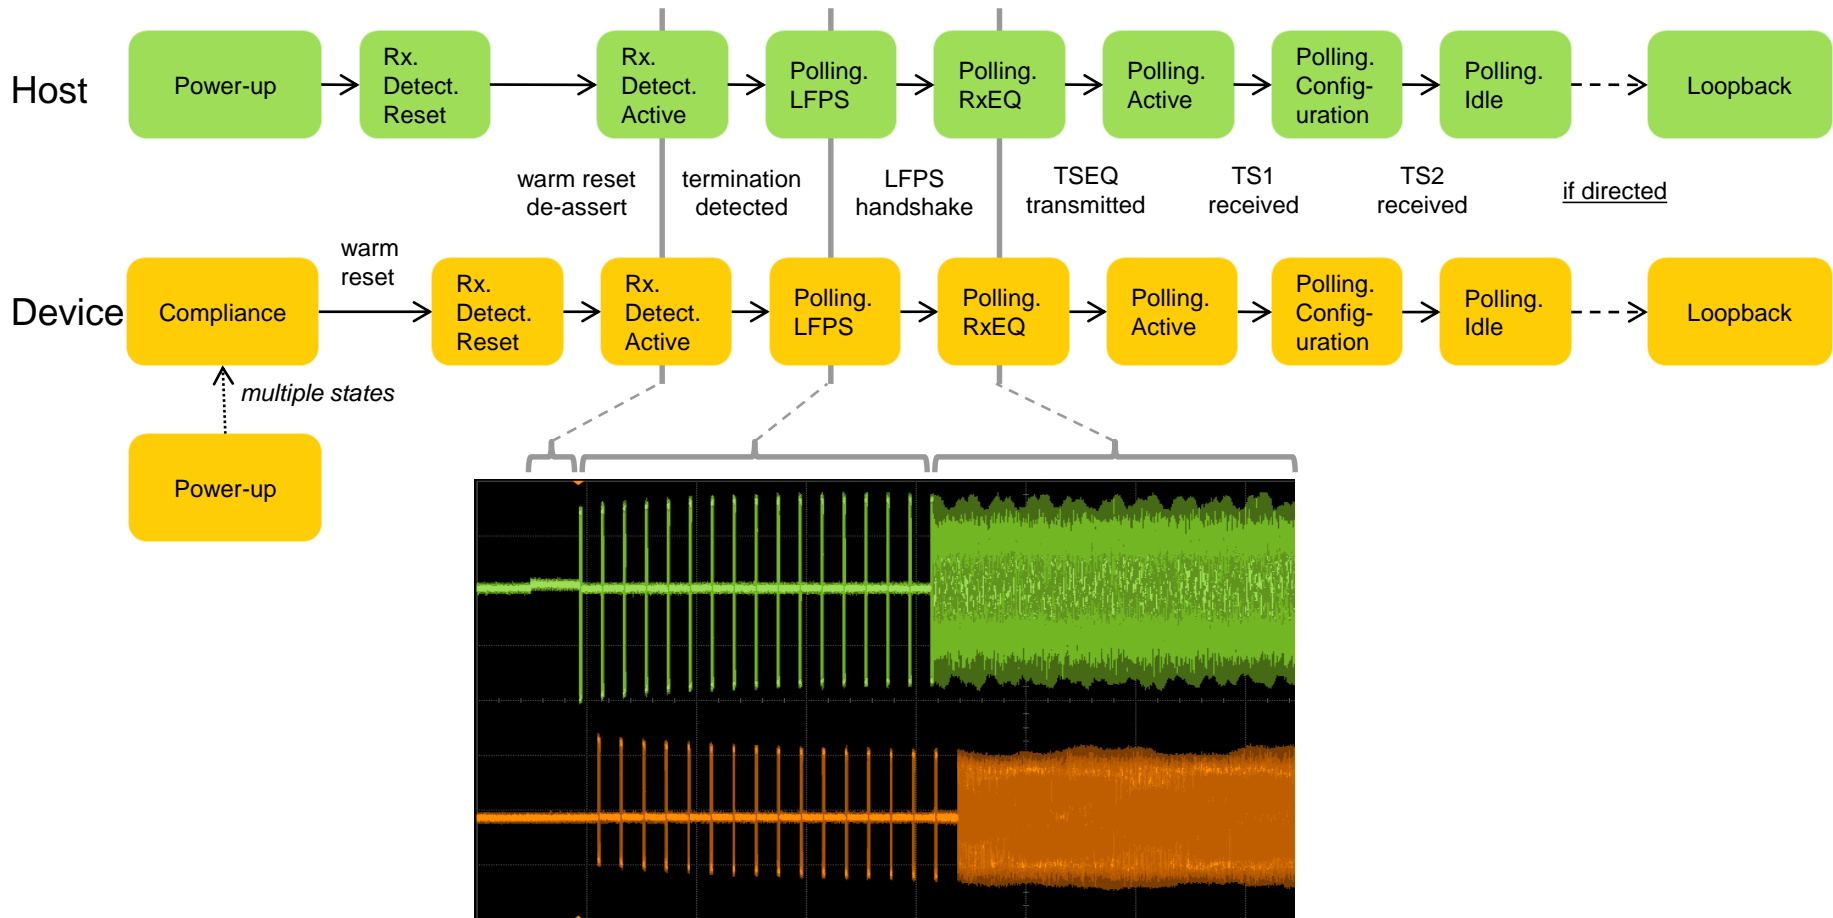 Host
Power-up
Rx.
Detect.
Reset
Rx.
Detect.
Active
Polling.
LFPS
Polling.
RxEQ
Polling.
Active
Polling.
Config-
uration
Polling.
Idle
Loopback
warm reset
de-assert
termination
detected
LFPS
handshake
TSEQ
transmitted
TS1
received
TS2
received
if directed
warm
reset
Device
Compliance
Rx.
Detect.
Reset
Rx.
Detect.
Active
Polling.
LFPS
Polling.
RxEQ
Polling.
Active
Polling.
Config-
uration
Polling.
Idle
Loopback
multiple states
Power-up